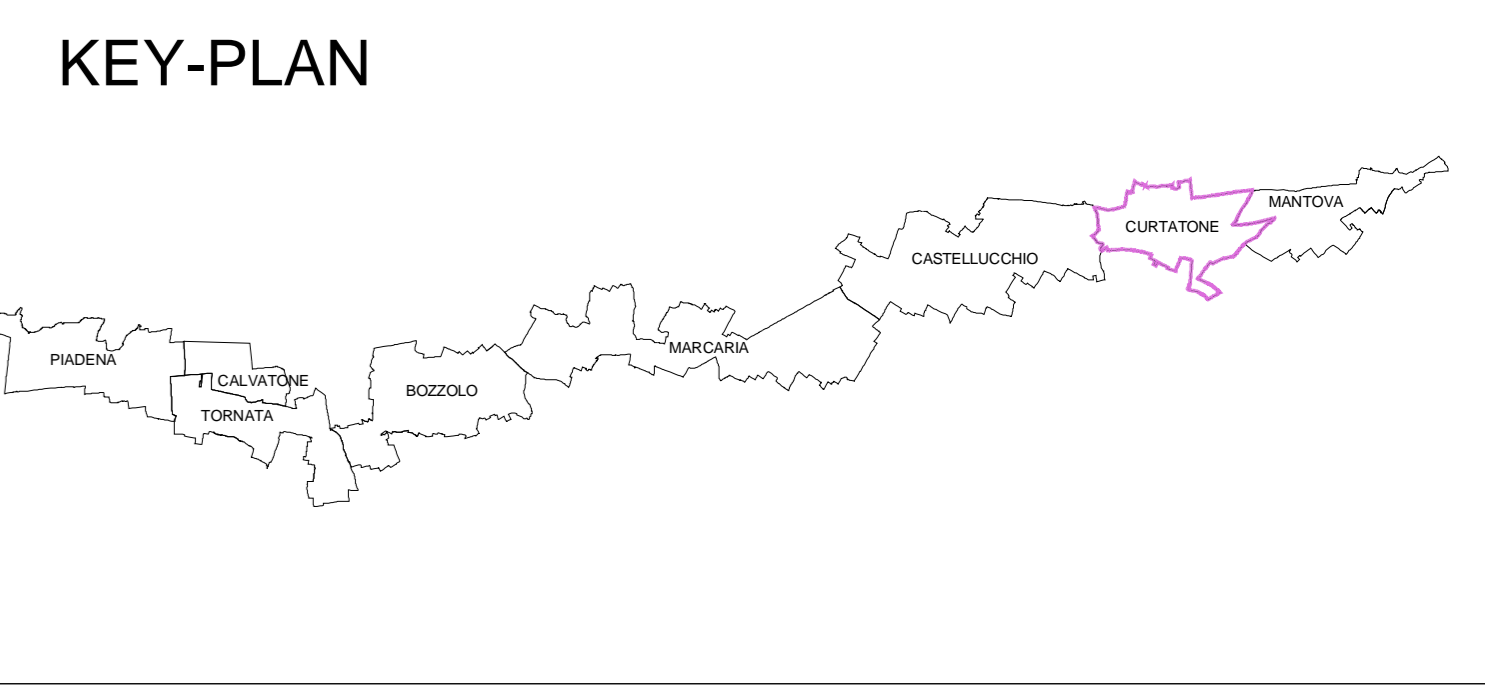 KEY-PLAN
MANTOVA
CURTATONE
CASTELLUCCHIO
MARCARIA
PIADENA
CALVATONE
BOZZOLO
TORNATA